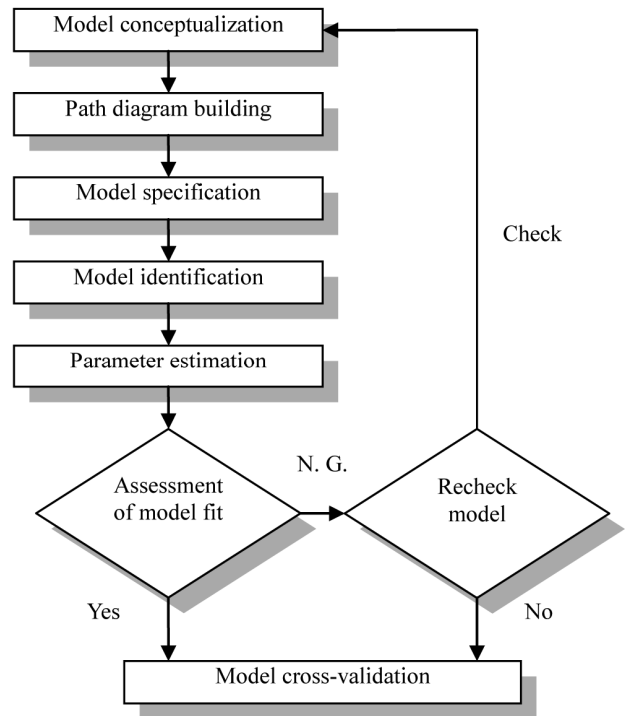 Model conceptualization
Path diagram building
Model specification
Check
Model identification
Parameter estimation
N. G.
Assessment
of model fit
Recheck
model
Yes
No
Model cross-validation